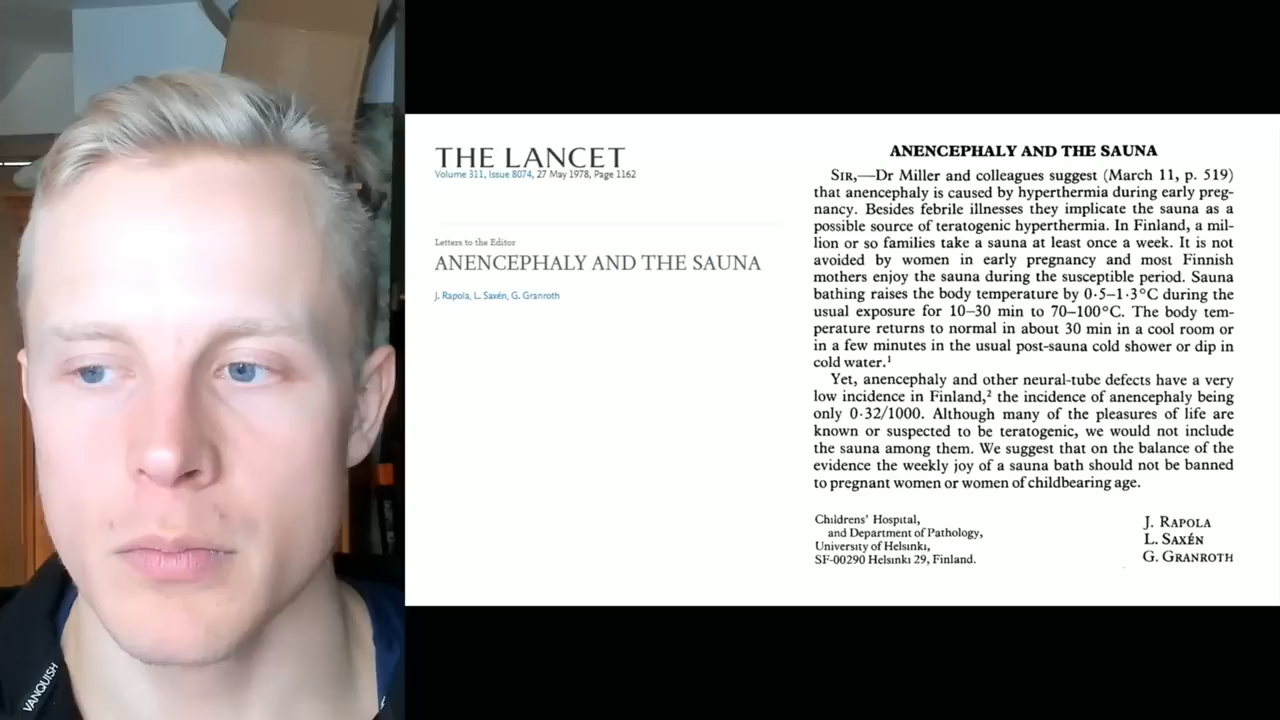 VANQUISH
THE LANCET
Volume 311, Issue 8074, 27 May 1978, Page 1162
Letters to the Editor
ANENCEPHALY AND THE SAUNA
J. Rapola, L. Saxén, G. Granroth
ANENCEPHALY AND THE SAUNA
SIR,—Dr Miller and colleagues suggest (March 11, p. 519)
that anencephaly is caused by hyperthermia during early preg-
nancy. Besides febrile illnesses they implicate the sauna as a
possible source of teratogenic hyperthermia. In Finland, a mil-
lion or so families take a sauna at least once a week. It is not
avoided by women in early pregnancy and most Finnish
mothers enjoy the sauna during the susceptible period. Sauna
bathing raises the body temperature by 0·5–1·3°C during the
usual exposure for 10–30 min to 70–100°C. The body tem-
perature returns to normal in about 30 min in a cool room or
in a few minutes in the usual post-sauna cold shower or dip in
cold water.¹
Yet, anencephaly and other neural-tube defects have a very
low incidence in Finland,² the incidence of anencephaly being
only 0·32/1000. Although many of the pleasures of life are
known or suspected to be teratogenic, we would not include
the sauna among them. We suggest that on the balance of the
evidence the weekly joy of a sauna bath should not be banned
to pregnant women or women of childbearing age.
Childrens' Hospital,
and Department of Pathology,
University of Helsinki,
SF-00290 Helsinki 29, Finland.
J. RAPOLA
L. SAXÉN
G. GRANROTH